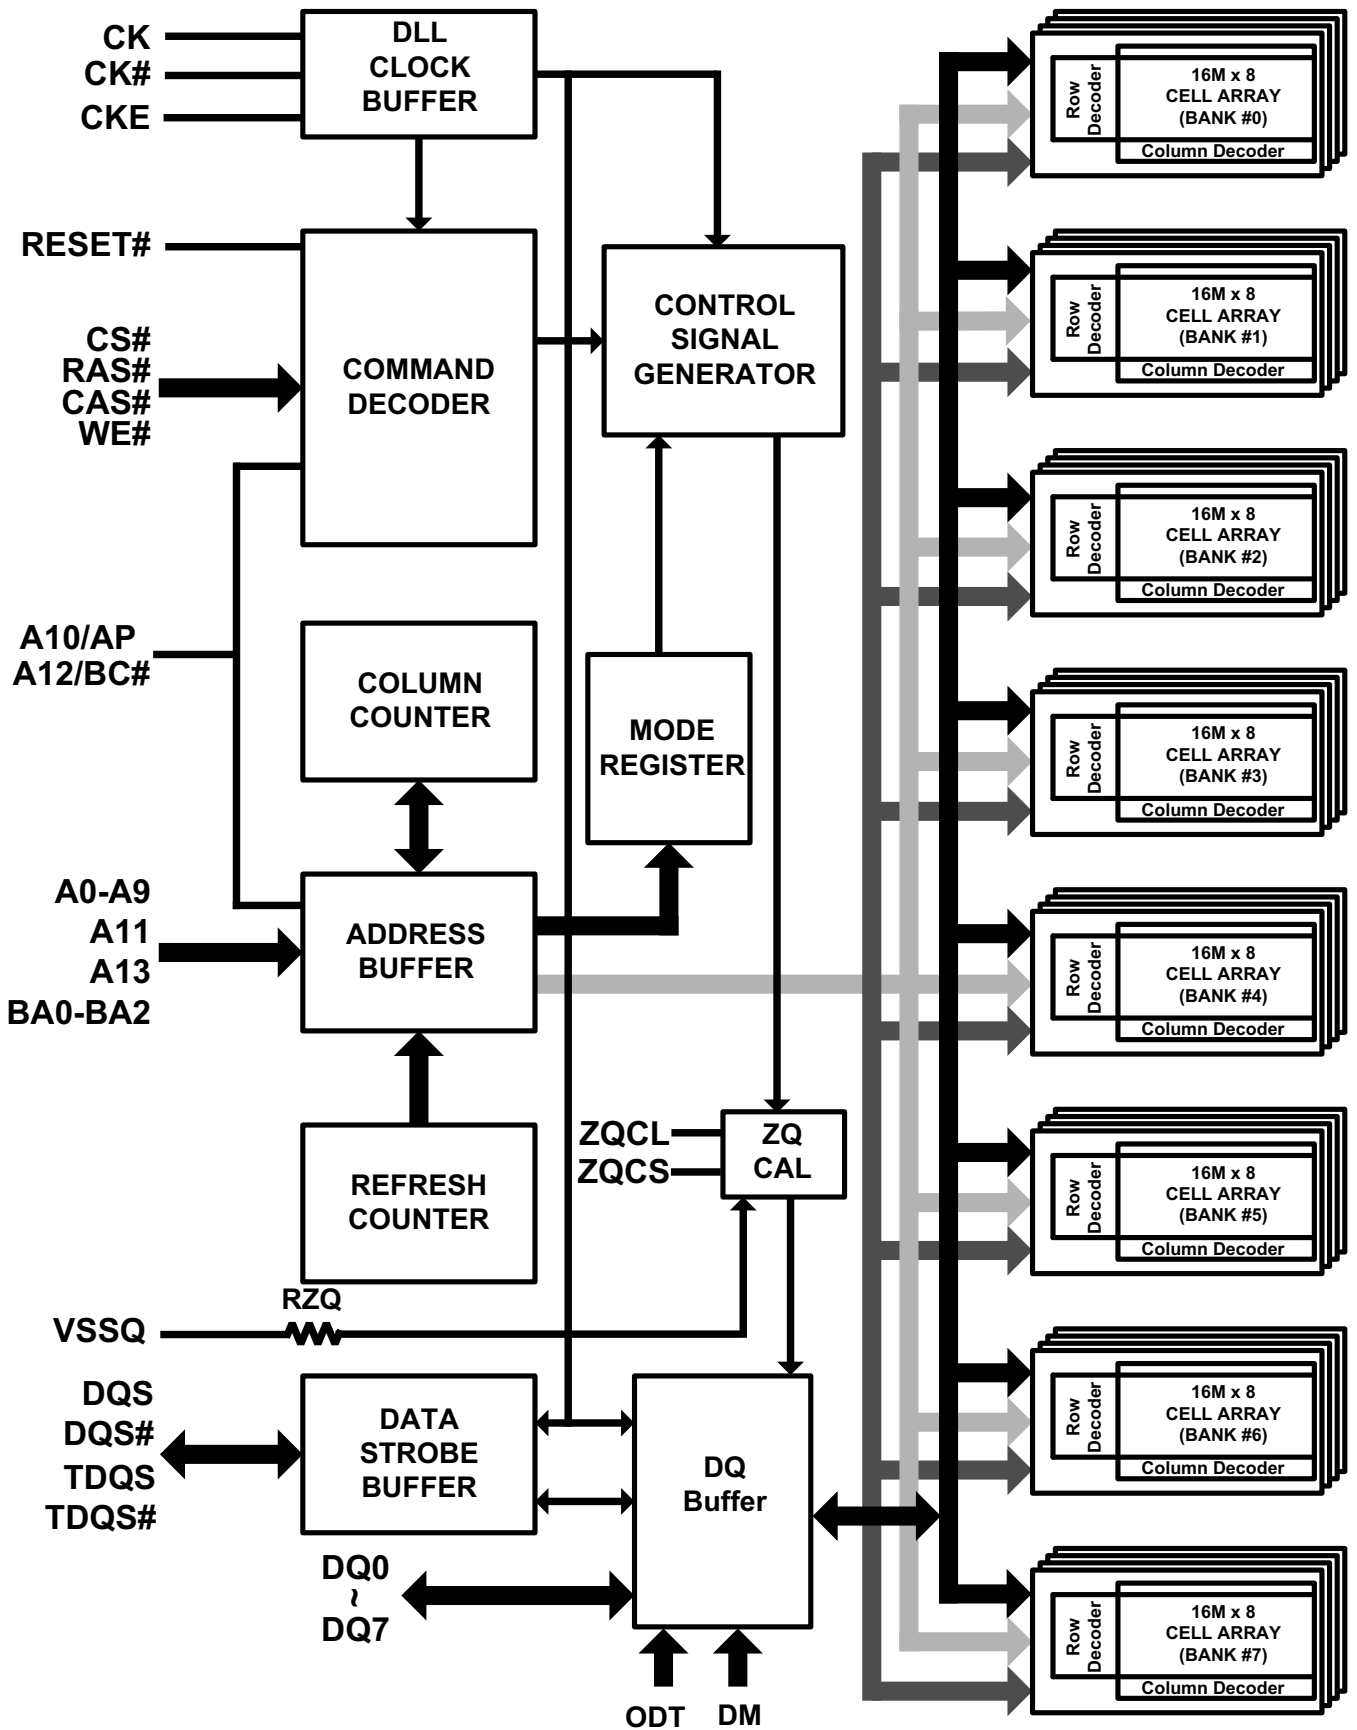 CK
CK#
CKE
DLL
CLOCK
BUFFER
RESET#
CS#
RAS#
CAS#
WE#
COMMAND
DECODER
CONTROL
SIGNAL
GENERATOR
A10/AP
A12/BC#
COLUMN
COUNTER
MODE
REGISTER
A0-A9
A11
A13
BA0-BA2
ADDRESS
BUFFER
REFRESH
COUNTER
ZQCL
ZQCS
ZQ
CAL
RZQ
VSSQ
DQS
DQS#
TDQS
TDQS#
DATA
STROBE
BUFFER
DQ
Buffer
DQ0
~
DQ7
ODT
DM
Row
Decoder
16M x 8
CELL ARRAY
(BANK #0)
Column Decoder
Row
Decoder
16M x 8
CELL ARRAY
(BANK #1)
Column Decoder
Row
Decoder
16M x 8
CELL ARRAY
(BANK #2)
Column Decoder
Row
Decoder
16M x 8
CELL ARRAY
(BANK #3)
Column Decoder
Row
Decoder
16M x 8
CELL ARRAY
(BANK #4)
Column Decoder
Row
Decoder
16M x 8
CELL ARRAY
(BANK #5)
Column Decoder
Row
Decoder
16M x 8
CELL ARRAY
(BANK #6)
Column Decoder
Row
Decoder
16M x 8
CELL ARRAY
(BANK #7)
Column Decoder